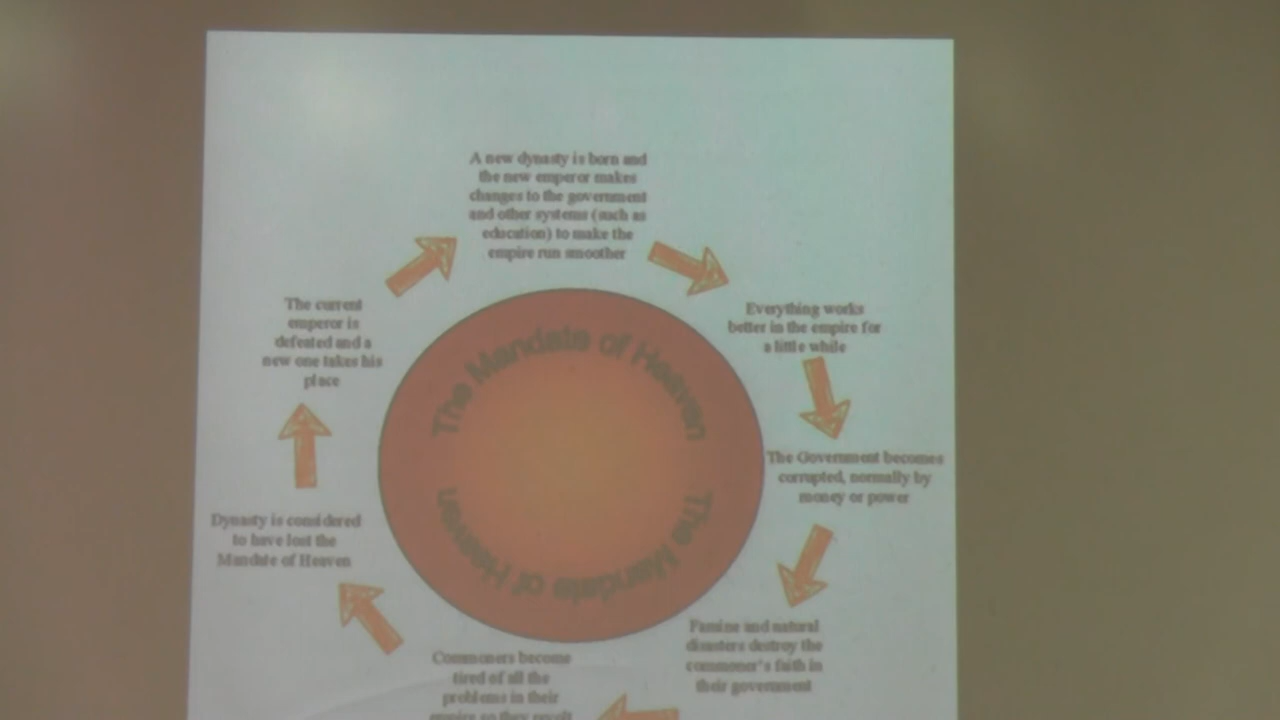 A new dynasty is born and
the new emperor makes
changes to the government
and other systems (such as
education) to make the
empire run smoother
Everything works
better in the empire for
a little while
The Government becomes
corrupted, normally by
money or power
Famine and natural
disasters destroy the
commoner's faith in
their government
Commoners become
tired of all the
problems in their
empire so they revolt
Dynasty is considered
to have lost the
Mandate of Heaven
The current
emperor is
defeated and a
new one takes his
place
The Mandate of Heaven
The Mandate of Heaven